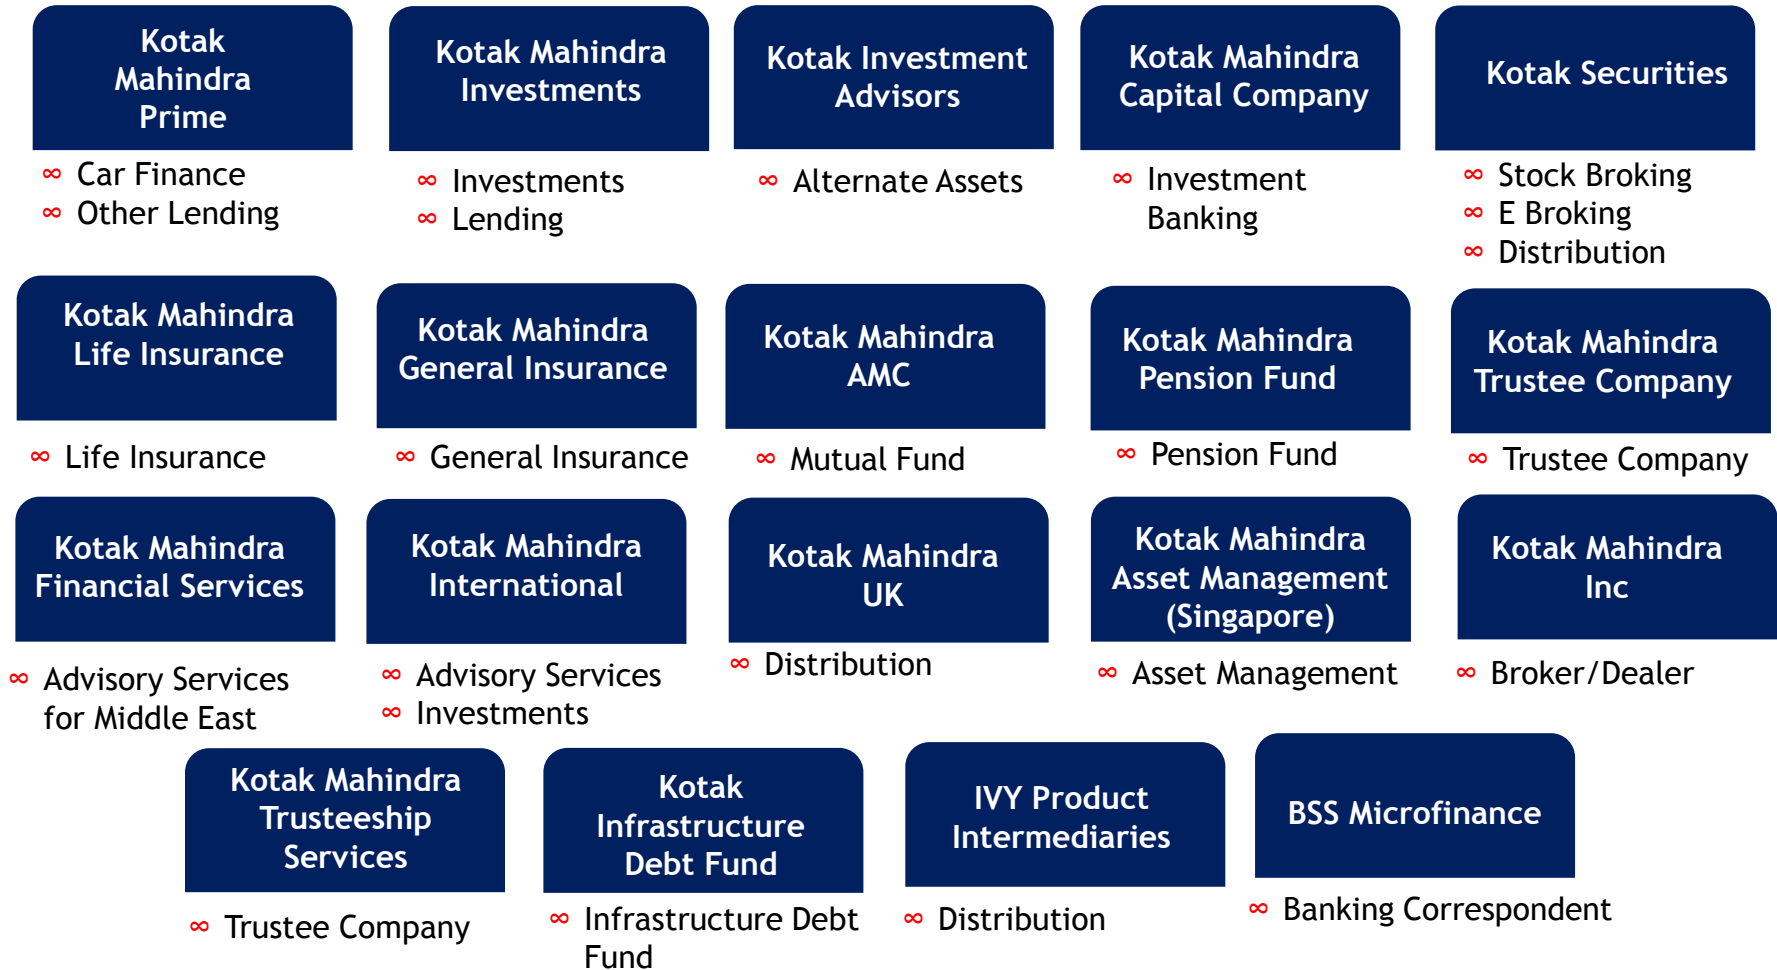 Kotak
Mahindra
Prime
∞ Car Finance
∞ Other Lending
Kotak Mahindra
Investments
∞ Investments
∞ Lending
Kotak Investment
Advisors
∞ Alternate Assets
Kotak Mahindra
Capital Company
∞ Investment
Banking
Kotak Securities
∞ Stock Broking
∞ E Broking
∞ Distribution
Kotak Mahindra
Life Insurance
∞ Life Insurance
Kotak Mahindra
General Insurance
∞ General Insurance
Kotak Mahindra
AMC
∞ Mutual Fund
Kotak Mahindra
Pension Fund
∞ Pension Fund
Kotak Mahindra
Trustee Company
∞ Trustee Company
Kotak Mahindra
Financial Services
∞ Advisory Services
for Middle East
Kotak Mahindra
International
∞ Advisory Services
∞ Investments
Kotak Mahindra
UK
∞ Distribution
Kotak Mahindra
Asset Management
(Singapore)
∞ Asset Management
Kotak Mahindra
Inc
∞ Broker/Dealer
Kotak Mahindra
Trusteeship
Services
∞ Trustee Company
Kotak
Infrastructure
Debt Fund
∞ Infrastructure Debt
Fund
IVY Product
Intermediaries
∞ Distribution
BSS Microfinance
∞ Banking Correspondent